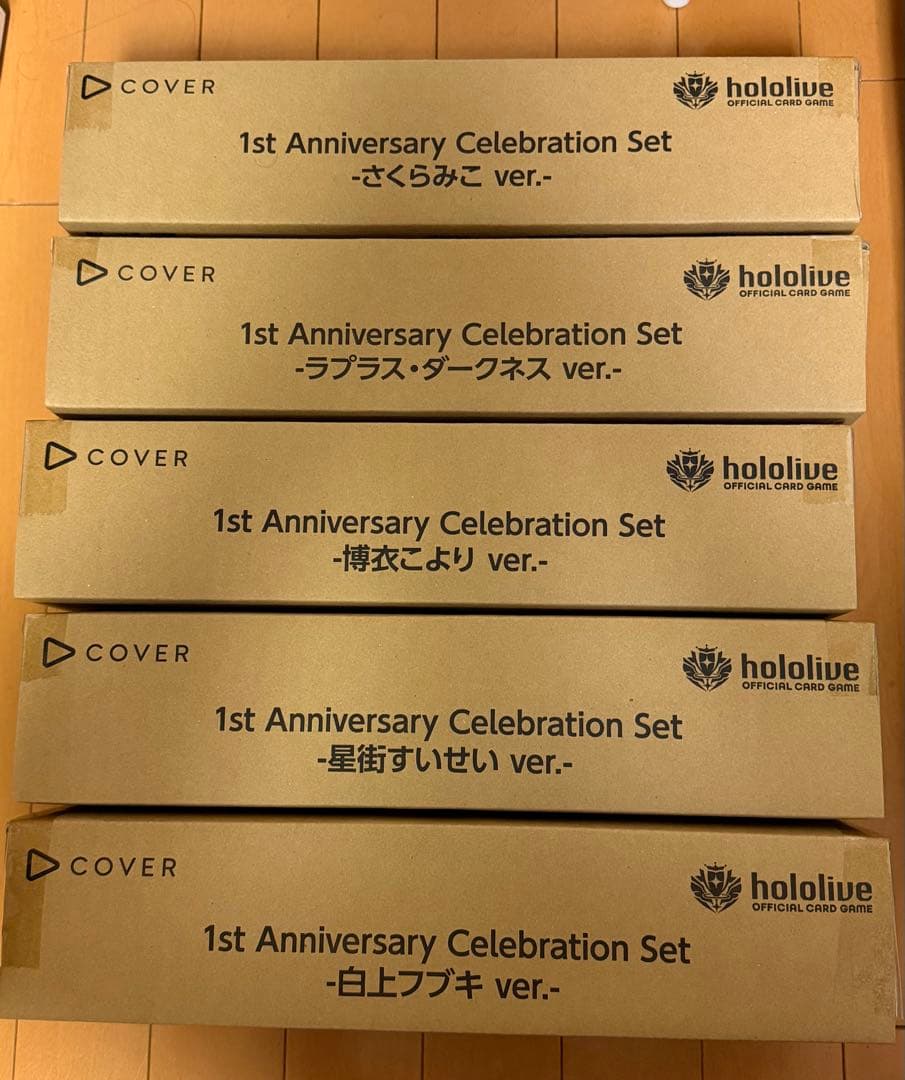 COVER
hololive
OFFICIAL CARD GAME
1st Anniversary Celebration Set
-さくらみこ ver.-
COVER
hololive
OFFICIAL CARD GAME
1st Anniversary Celebration Set
-ラプラス・ダークネス ver.-
COVER
hololive
OFFICIAL CARD GAME
1st Anniversary Celebration Set
-博衣こより ver.-
COVER
hololive
OFFICIAL CARD GAME
1st Anniversary Celebration Set
-星街すいせい ver.-
COVER
hololive
OFFICIAL CARD GAME
1st Anniversary Celebration Set
-白上フブキ ver.-